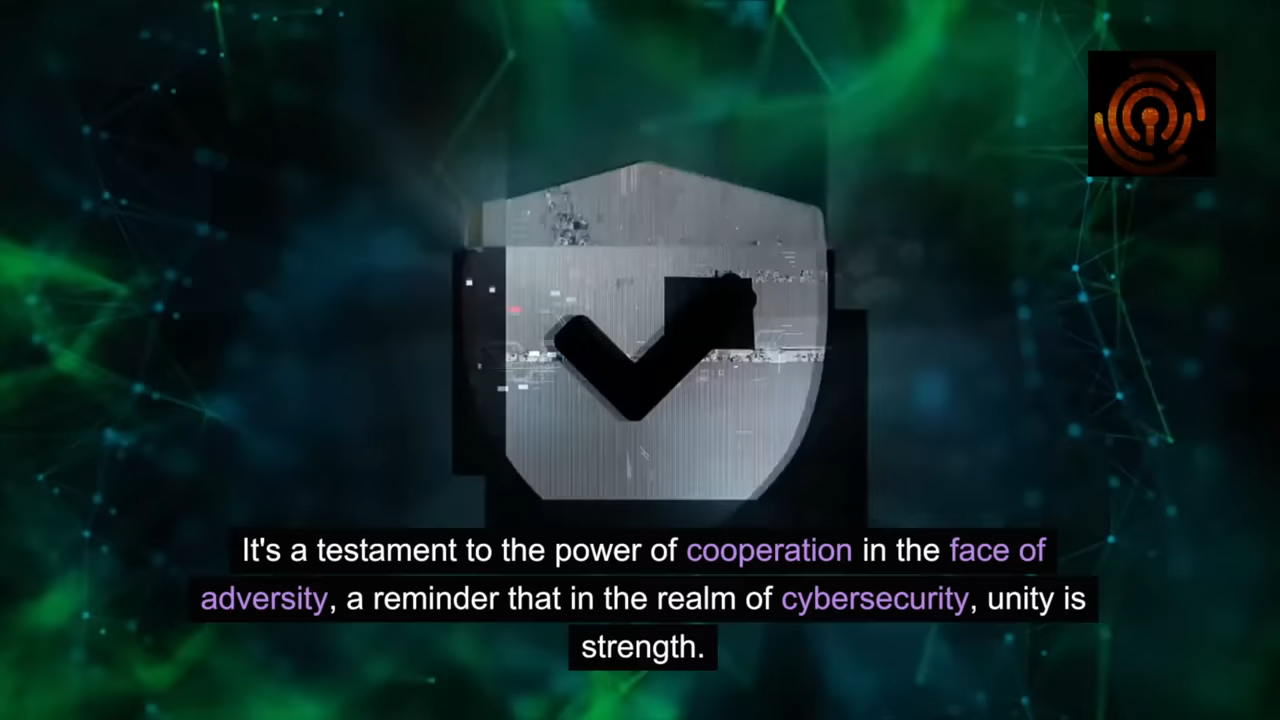 It's a testament to the power of cooperation in the face of
adversity, a reminder that in the realm of cybersecurity, unity is
strength.